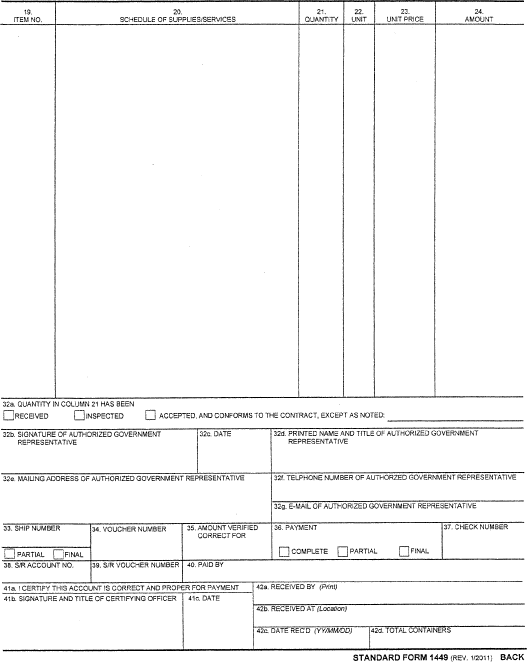 19. ITEM NO. 20. SCHEDULE OF SUPPLIES/SERVICES 21. QUANTITY 22. UNIT 23. UNIT PRICE 24. AMOUNT
32a. QUANTITY IN COLUMN 21 HAS BEEN
RECEIVED INSPECTED ACCEPTED, AND CONFORMS TO THE CONTRACT, EXCEPT AS NOTED:
32b. SIGNATURE OF AUTHORIZED GOVERNMENT REPRESENTATIVE
32c. DATE
32d. PRINTED NAME AND TITLE OF AUTHORIZED GOVERNMENT REPRESENTATIVE
32e. MAILING ADDRESS OF AUTHORIZED GOVERNMENT REPRESENTATIVE
32f. TELPHONE NUMBER OF AUTHORZED GOVERNMENT REPRESENTATIVE
32g. E-MAIL OF AUTHORIZED GOVERNMENT REPRESENTATIVE
33. SHIP NUMBER
PARTIAL FINAL
34. VOUCHER NUMBER
35. AMOUNT VERIFIED CORRECT FOR
36. PAYMENT
COMPLETE PARTIAL FINAL
37. CHECK NUMBER
38. S/R ACCOUNT NO. 39. S/R VOUCHER NUMBER 40. PAID BY
41a. I CERTIFY THIS ACCOUNT IS CORRECT AND PROPER FOR PAYMENT
41b. SIGNATURE AND TITLE OF CERTIFYING OFFICER 41c. DATE
42a. RECEIVED BY (Print)
42b. RECEIVED AT (Location)
42c. DATE REC'D (YY/MM/DD) 42d. TOTAL CONTAINERS
STANDARD FORM 1449 (REV. 1/2011) BACK